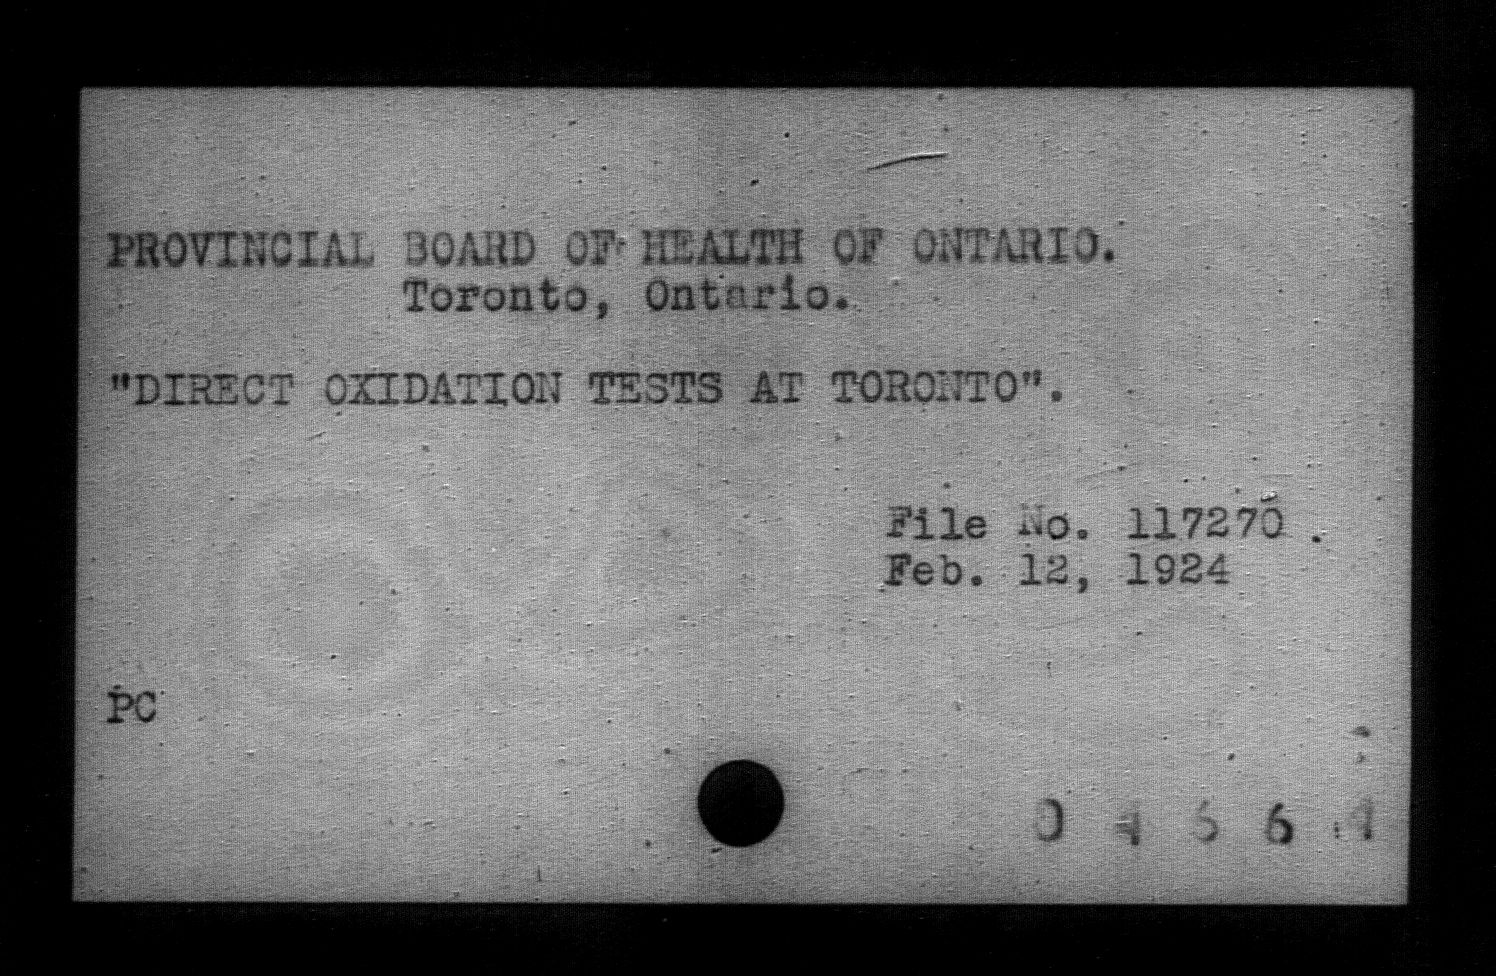 PROVINCIAL BOARD OF HEALTH OF ONTARIO.
Toronto, Ontario.
"DIRECT OXIDATION TESTS AT TORONTO".
File No. 117270 .
Feb. 12, 1924
PC